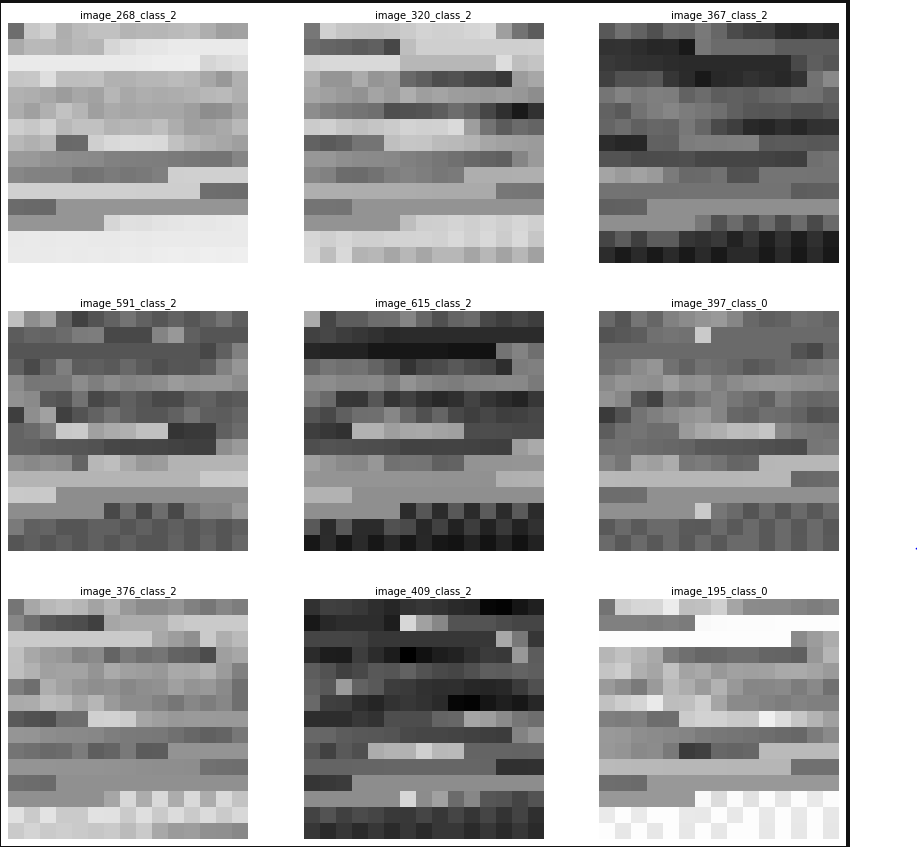 image_268_class_2
image_320_class_2
image_367_class_2
image_591_class_2
image_615_class_2
image_397_class_0
image_376_class_2
image_409_class_2
image_195_class_0